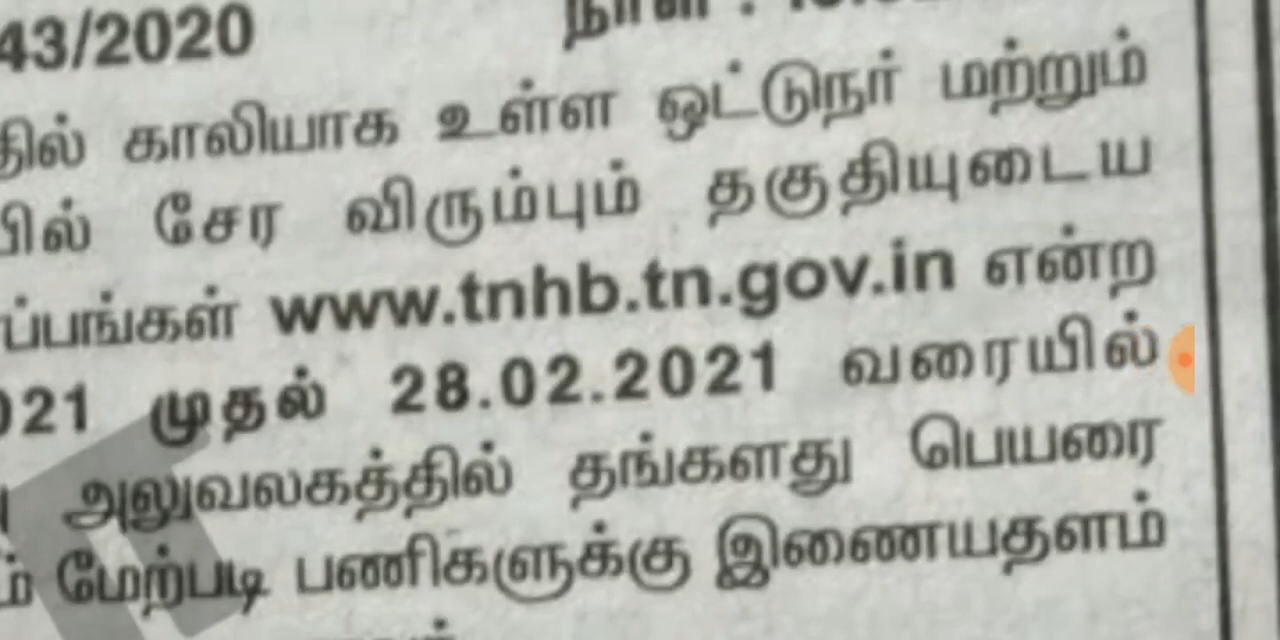 43/2020 நாள் :
தில் காலியாக உள்ள ஓட்டுநர் மற்றும்
யில் சேர விரும்பும் தகுதியுடைய
ப்பங்கள் www.tnhb.tn.gov.in என்ற
021 முதல் 28.02.2021 வரையில்
அலுவலகத்தில் தங்களது பெயரை
ம் மேற்படி பணிகளுக்கு இணையதளம்